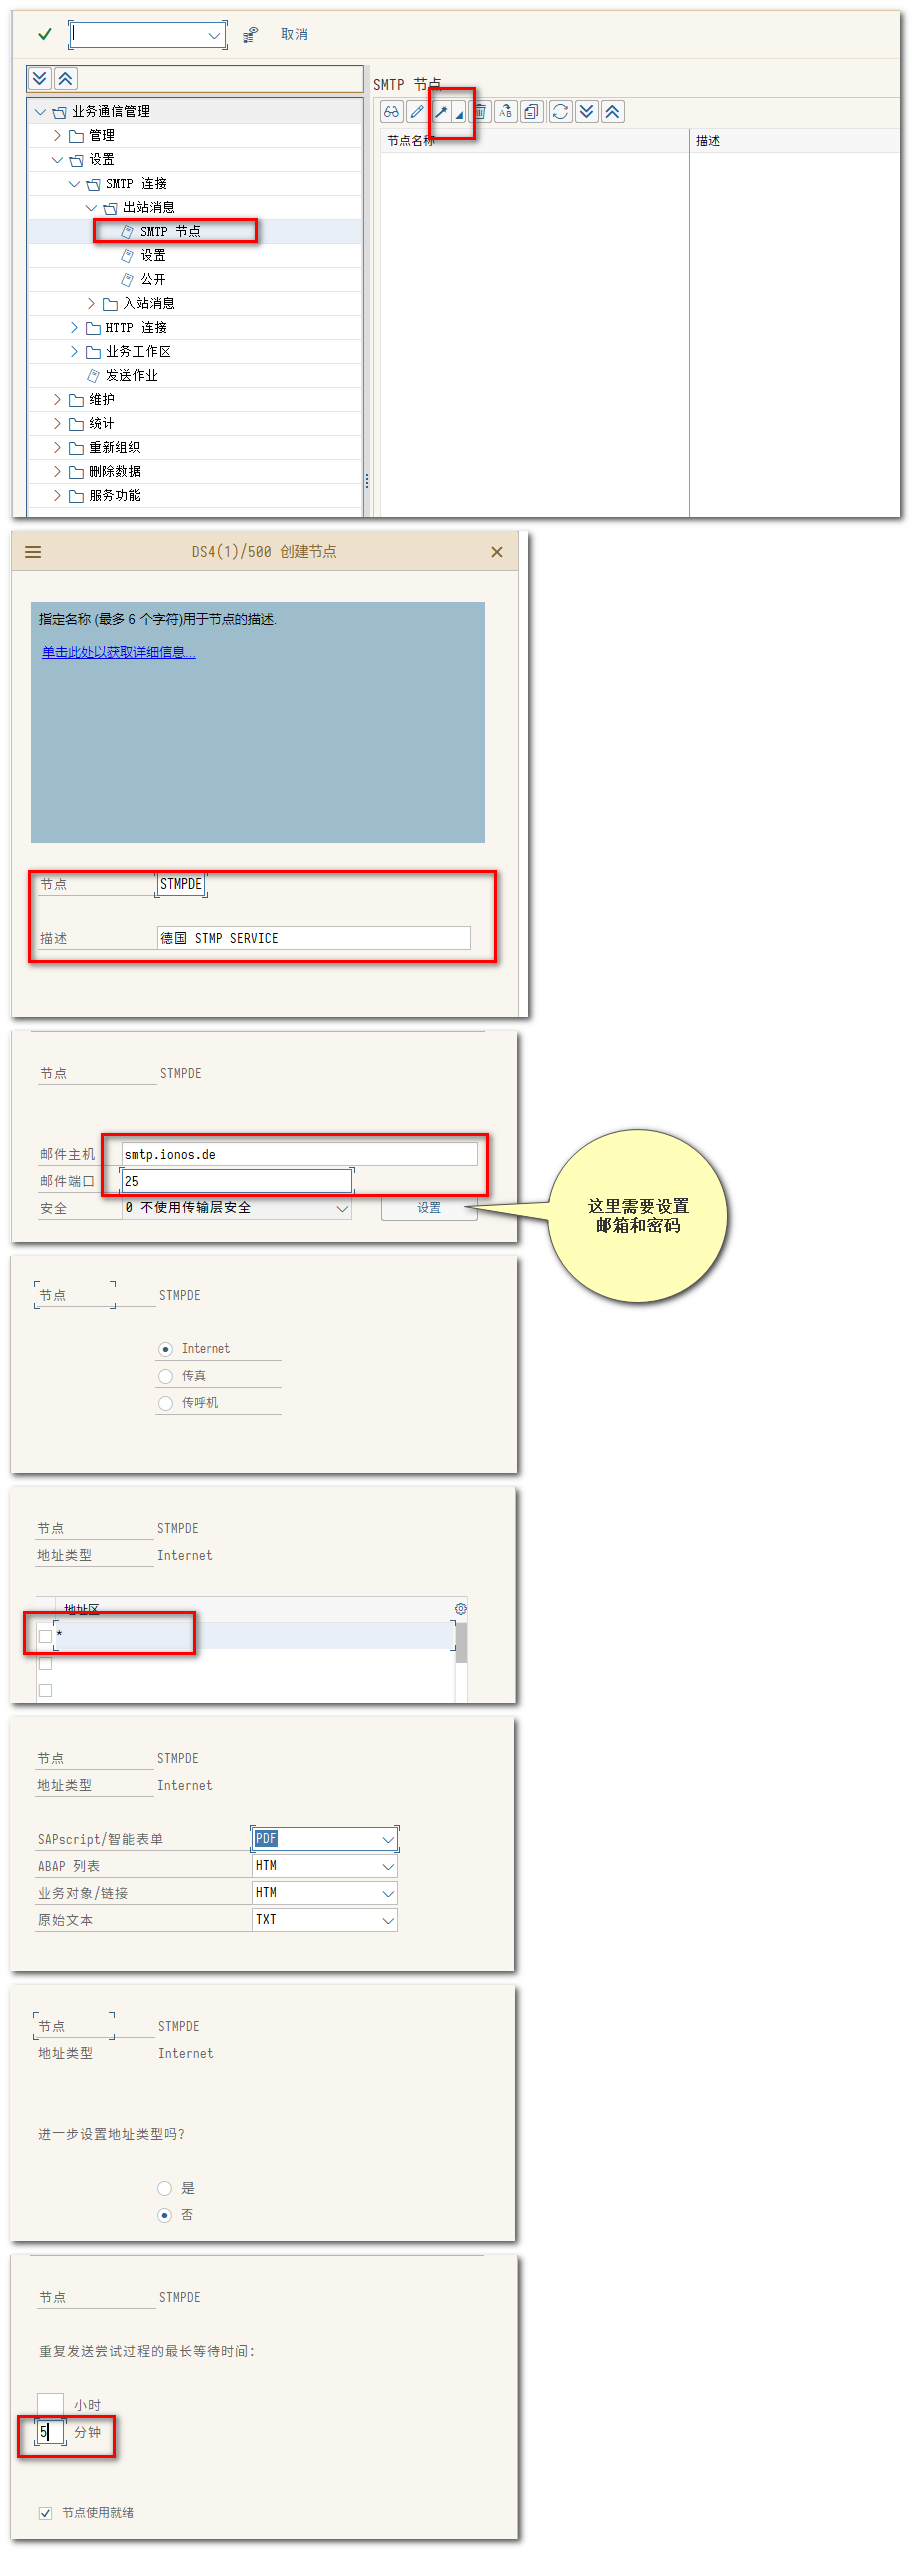 取消
SMTP 节点
业务通信管理
管理
设置
SMTP 连接
出站消息
SMTP 节点
设置
公开
入站消息
HTTP 连接
业务工作区
发送作业
维护
统计
重新组织
删除数据
服务功能
节点名称 描述
DS4(1)/500 创建节点
指定名称 (最多 6 个字符)用于节点的描述.
单击此处以获取详细信息...
节点 STMPDE
描述 德国 STMP SERVICE
节点 STMPDE
邮件主机 smtp.ionos.de
邮件端口 25
安全 0 不使用传输层安全 设置
这里需要设置
邮箱和密码
节点 STMPDE
Internet
传真
传呼机
节点 STMPDE
地址类型 Internet
地址区
*
节点 STMPDE
地址类型 Internet
SAPscript/智能表单 PDF
ABAP 列表 HTM
业务对象/链接 HTM
原始文本 TXT
节点 STMPDE
地址类型 Internet
进一步设置地址类型吗?
是
否
节点 STMPDE
重复发送尝试过程的最长等待时间:
小时
5 分钟
节点使用就绪